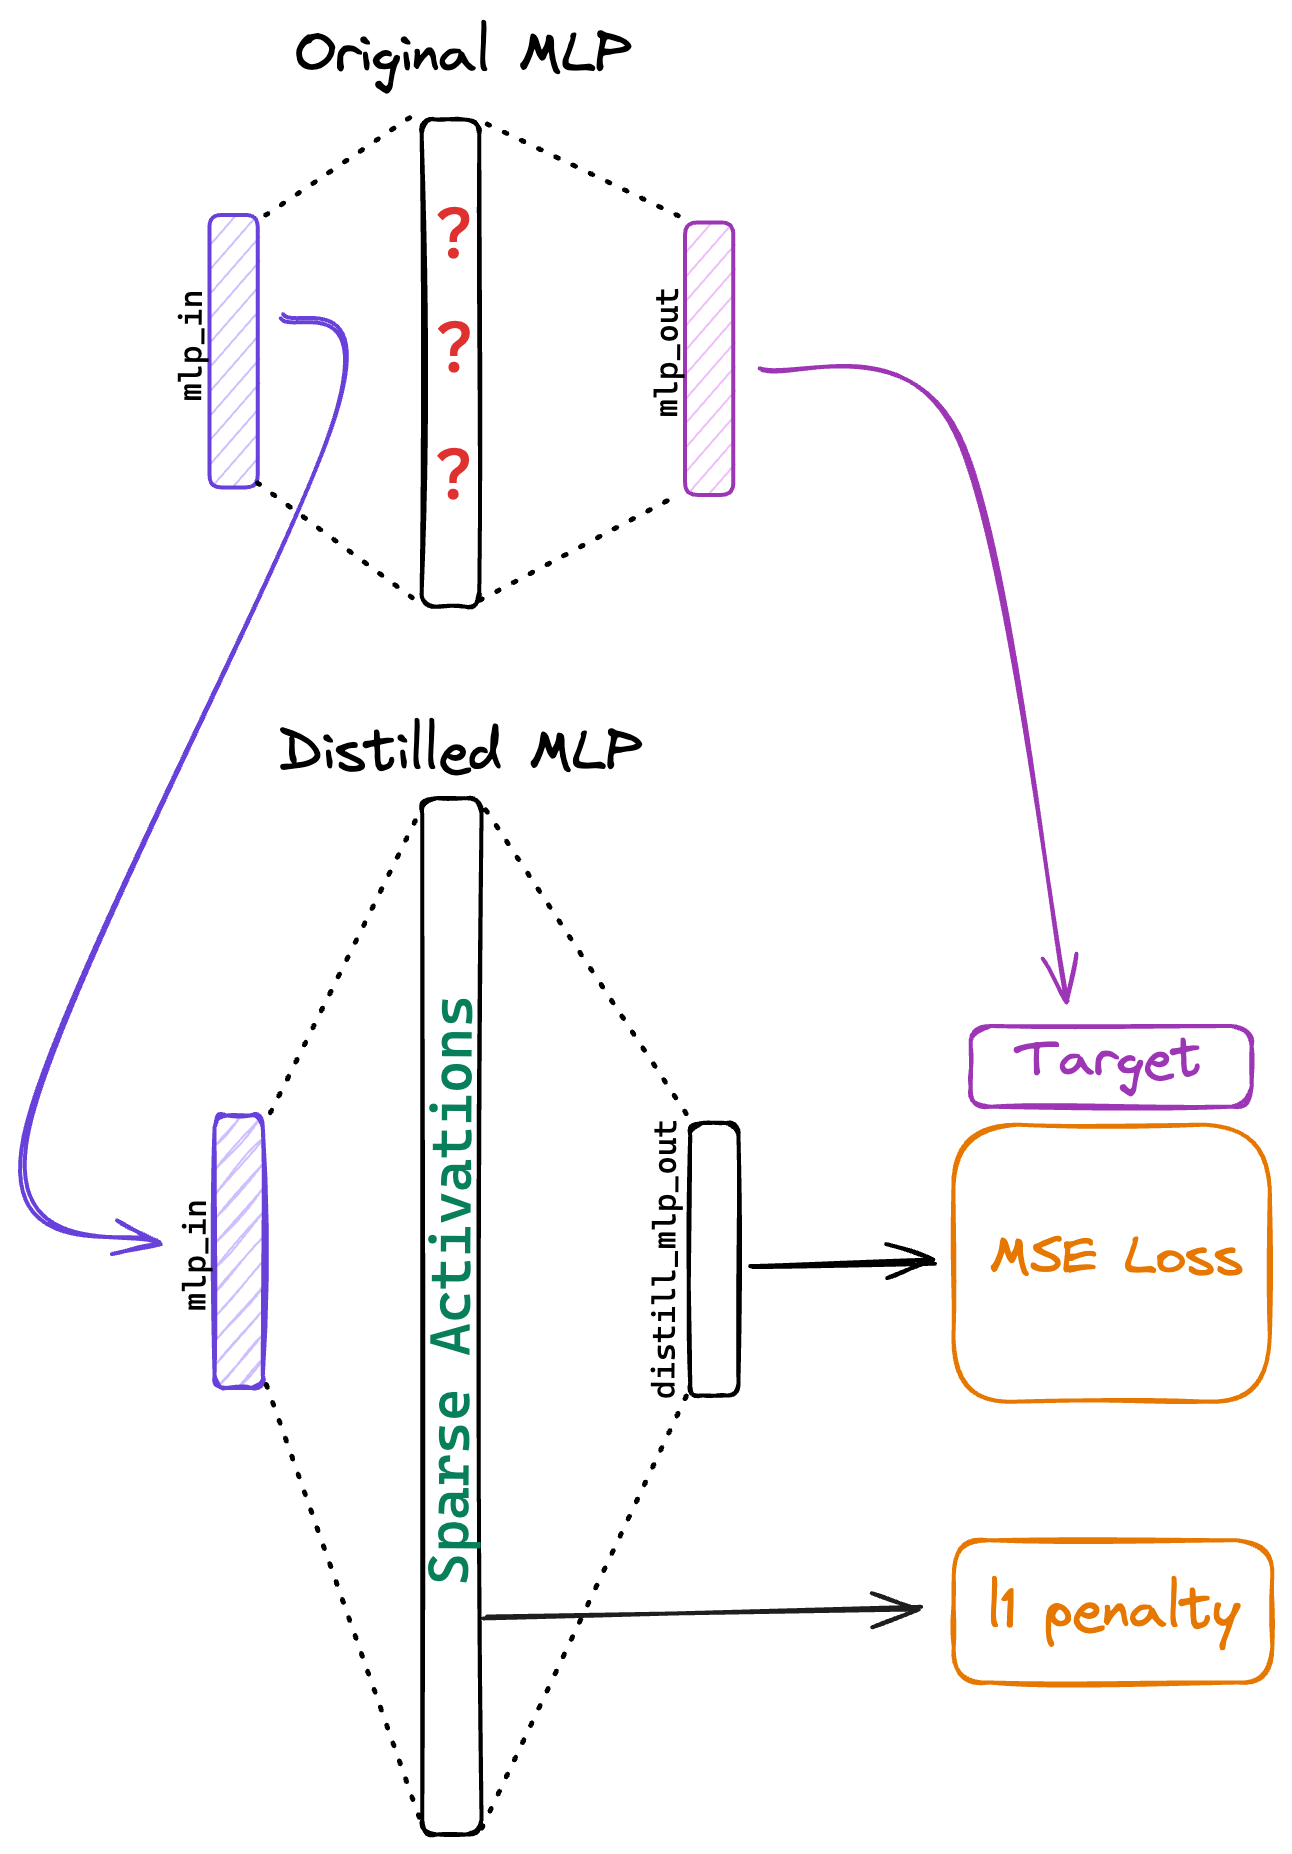 Original MLP
?
?
?
mlp_in
mlp_out
Distilled MLP
Sparse Activations
mlp_in
distill_mlp_out
Target
MSE Loss
l1 penalty